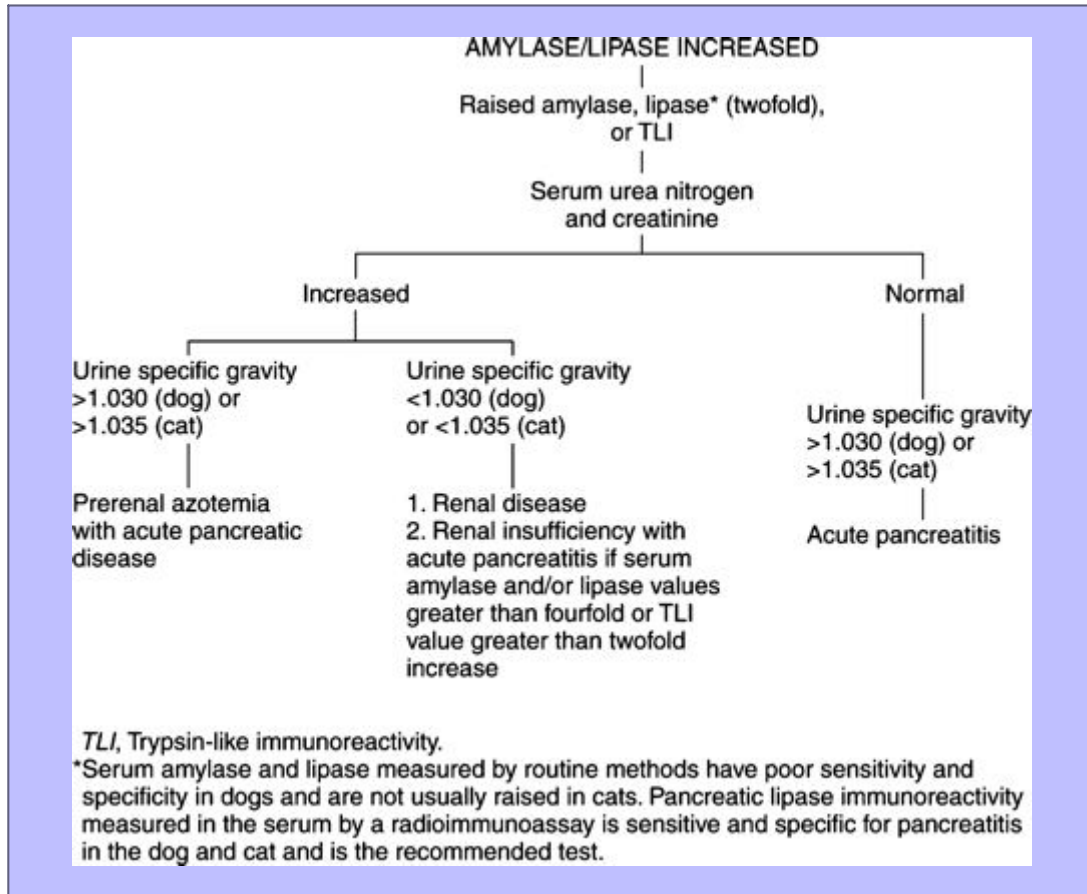 AMYLASE/LIPASE INCREASED
Raised amylase, lipase* (twofold),
or TLI
Serum urea nitrogen
and creatinine
Increased
Normal
Urine specific gravity
>1.030 (dog) or
>1.035 (cat)
Urine specific gravity
<1.030 (dog)
or <1.035 (cat)
Urine specific gravity
>1.030 (dog) or
>1.035 (cat)
Prerenal azotemia
with acute pancreatic
disease
1. Renal disease
2. Renal insufficiency with
acute pancreatitis if serum
amylase and/or lipase values
greater than fourfold or TLI
value greater than twofold
increase
Acute pancreatitis
TLI, Trypsin-like immunoreactivity.
*Serum amylase and lipase measured by routine methods have poor sensitivity and
specificity in dogs and are not usually raised in cats. Pancreatic lipase immunoreactivity
measured in the serum by a radioimmunoassay is sensitive and specific for pancreatitis
in the dog and cat and is the recommended test.